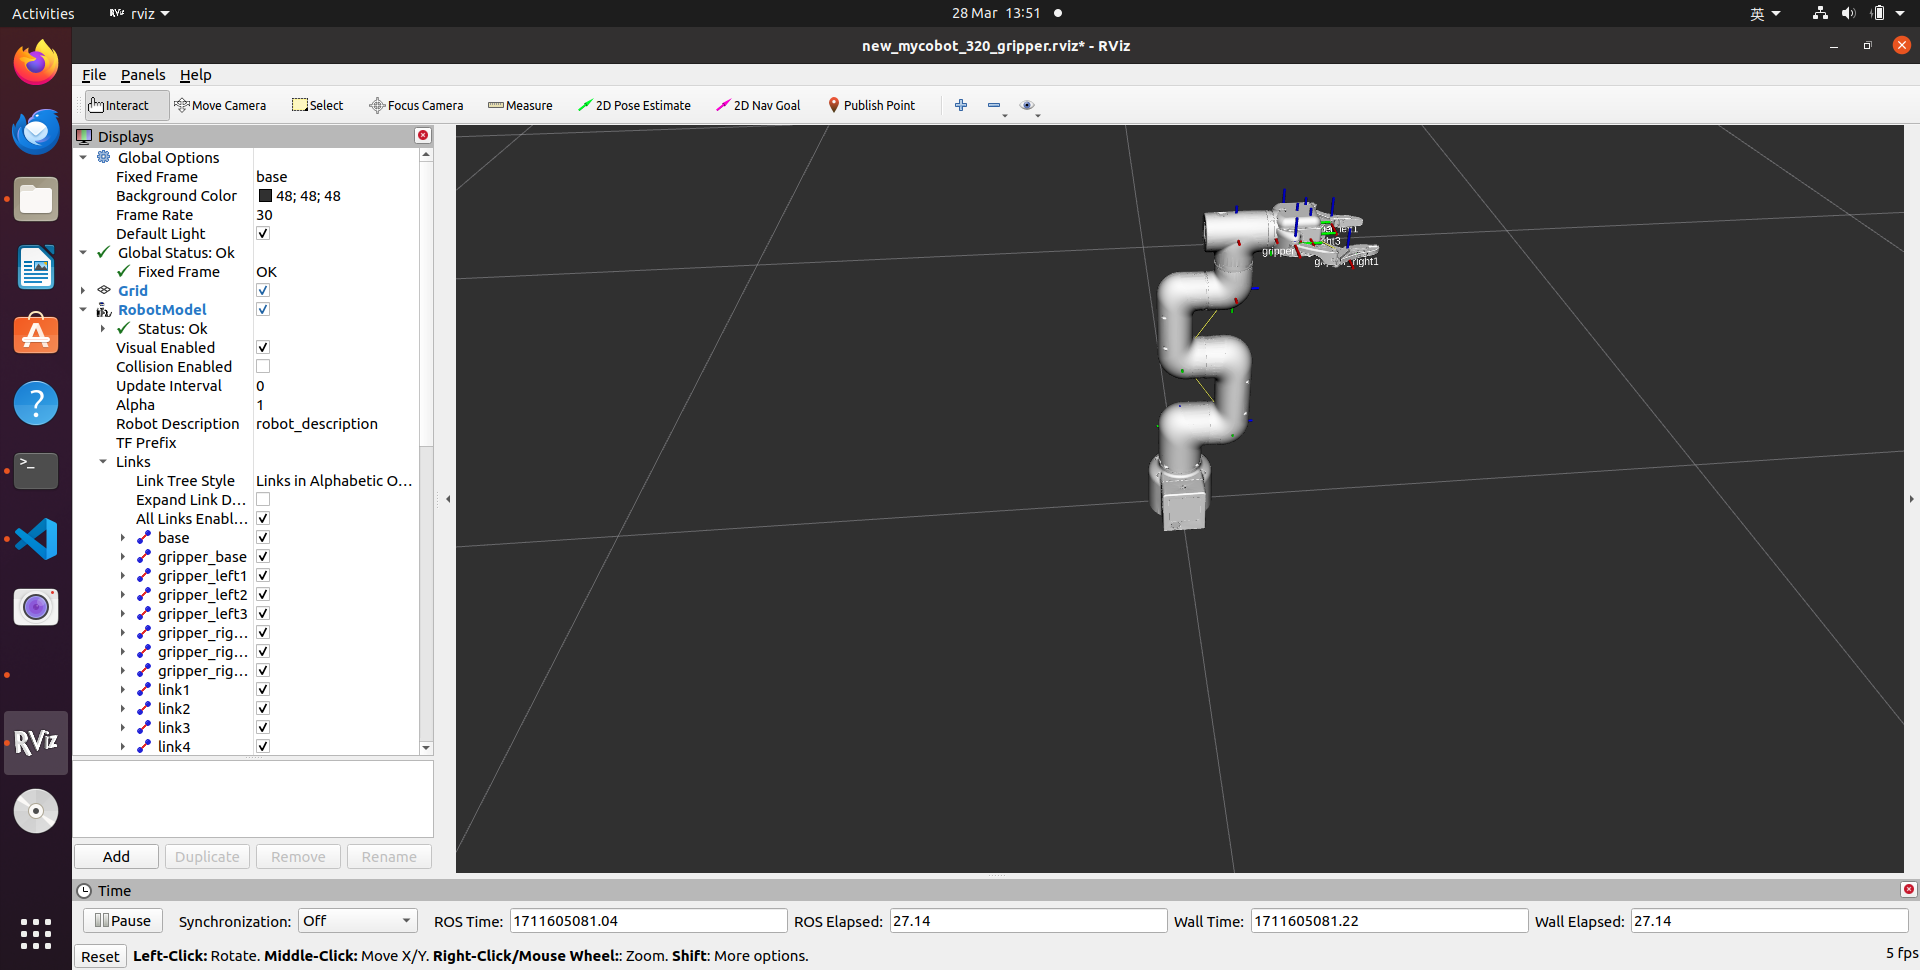 Activities rviz 28 Mar 13:51 英
new_mycobot_320_gripper.rviz* - RViz
File Panels Help
Interact Move Camera Select Focus Camera Measure 2D Pose Estimate 2D Nav Goal Publish Point
Displays
Global Options
Fixed Frame base
Background Color 48; 48; 48
Frame Rate 30
Default Light
Global Status: Ok
Fixed Frame OK
Grid
RobotModel
Status: Ok
Visual Enabled
Collision Enabled
Update Interval 0
Alpha 1
Robot Description robot_description
TF Prefix
Links
Link Tree Style Links in Alphabetic O...
Expand Link D...
All Links Enabl...
base
gripper_base
gripper_left1
gripper_left2
gripper_left3
gripper_rig...
gripper_rig...
gripper_rig...
link1
link2
link3
link4
RViz
Add Duplicate Remove Rename
Time
Pause Synchronization: Off ROS Time: 1711605081.04 ROS Elapsed: 27.14 Wall Time: 1711605081.22 Wall Elapsed: 27.14
Reset Left-Click: Rotate. Middle-Click: Move X/Y. Right-Click/Mouse Wheel:: Zoom. Shift: More options. 5 fps